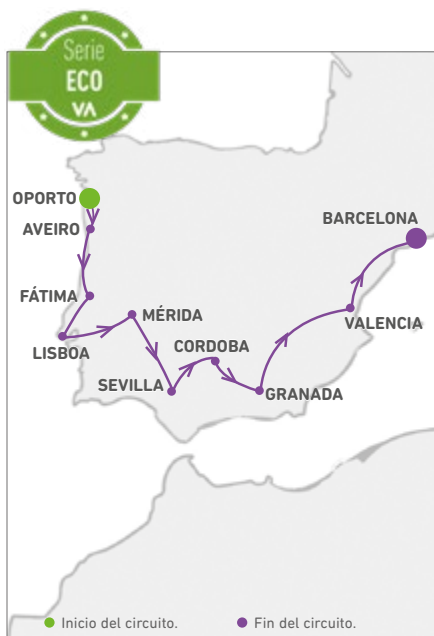 Serie
ECO
VA
OPORTO
AVEIRO
FÁTIMA
LISBOA
MÉRIDA
SEVILLA
CORDOBA
GRANADA
VALENCIA
BARCELONA
Inicio del circuito.
Fin del circuito.